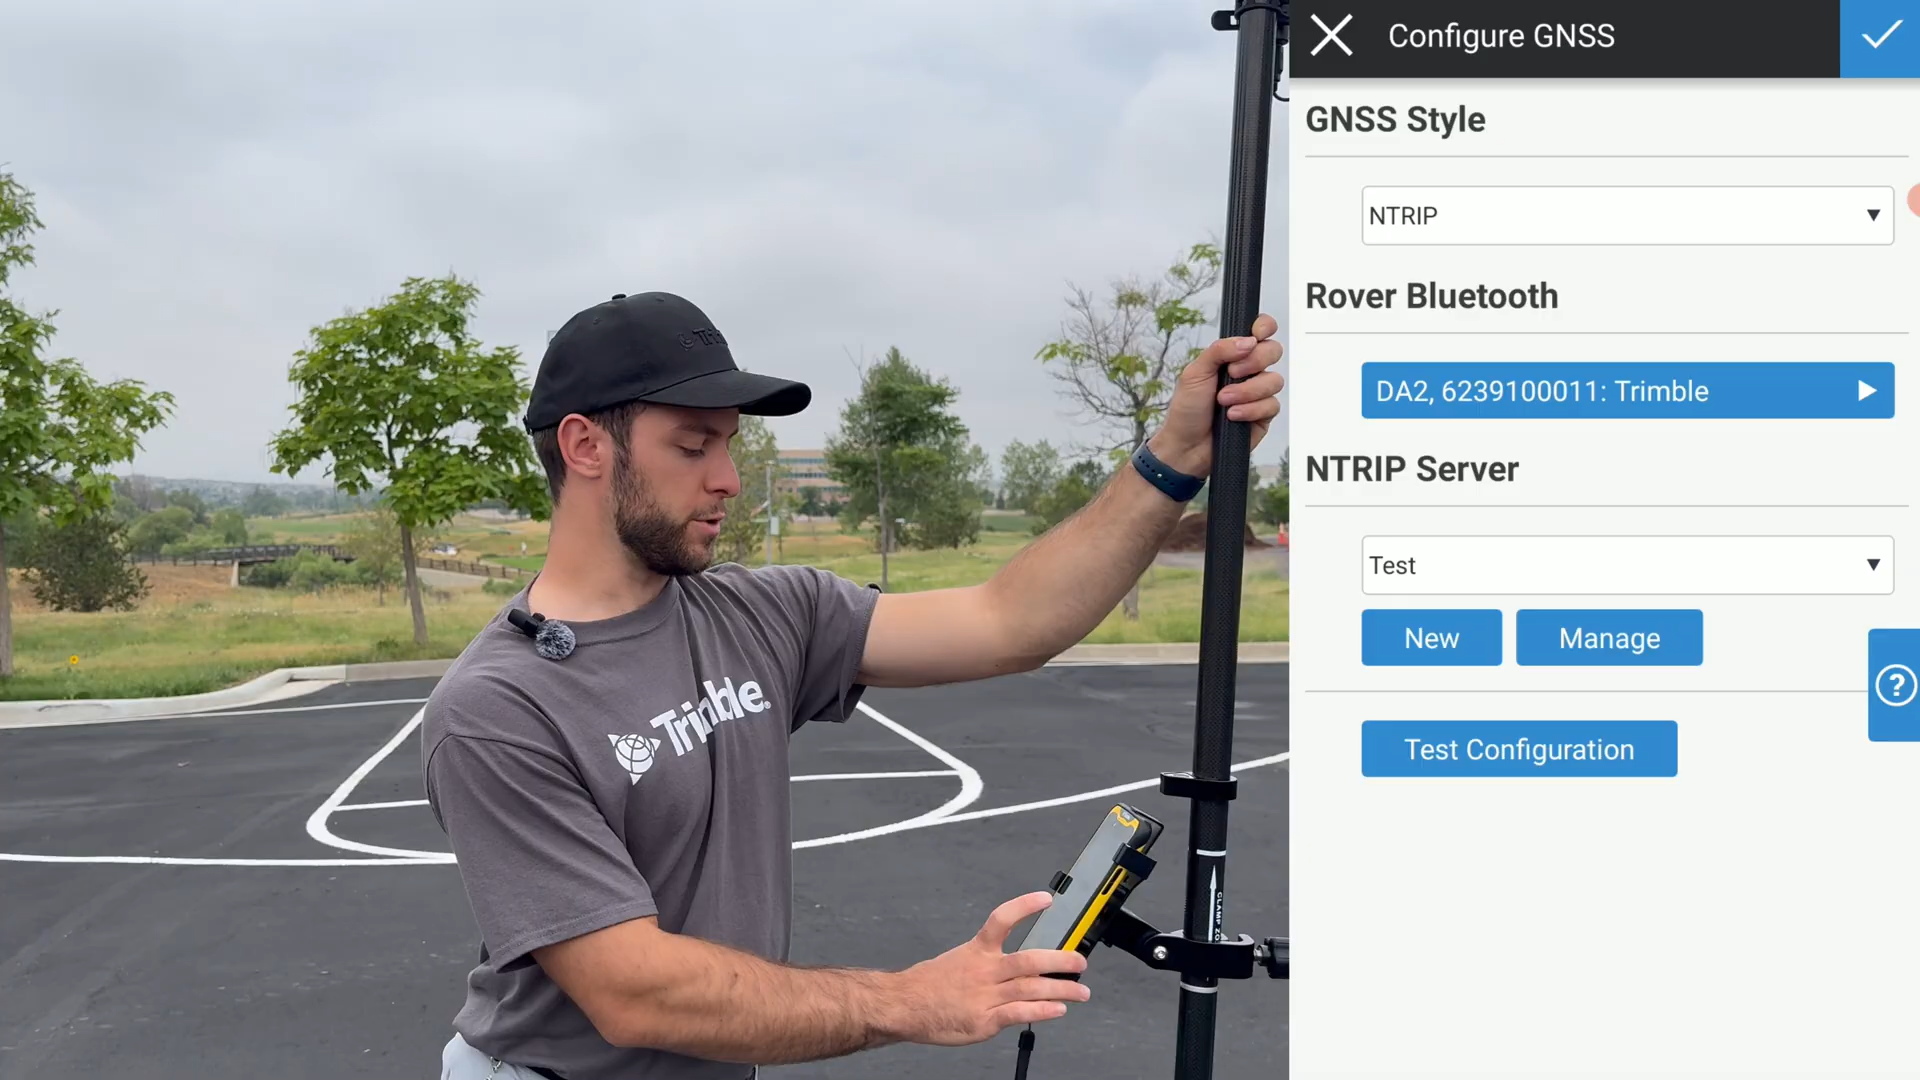 Configure GNSS
GNSS Style
NTRIP
Rover Bluetooth
DA2, 6239100011: Trimble
NTRIP Server
Test
New
Manage
?
Test Configuration
Trimble